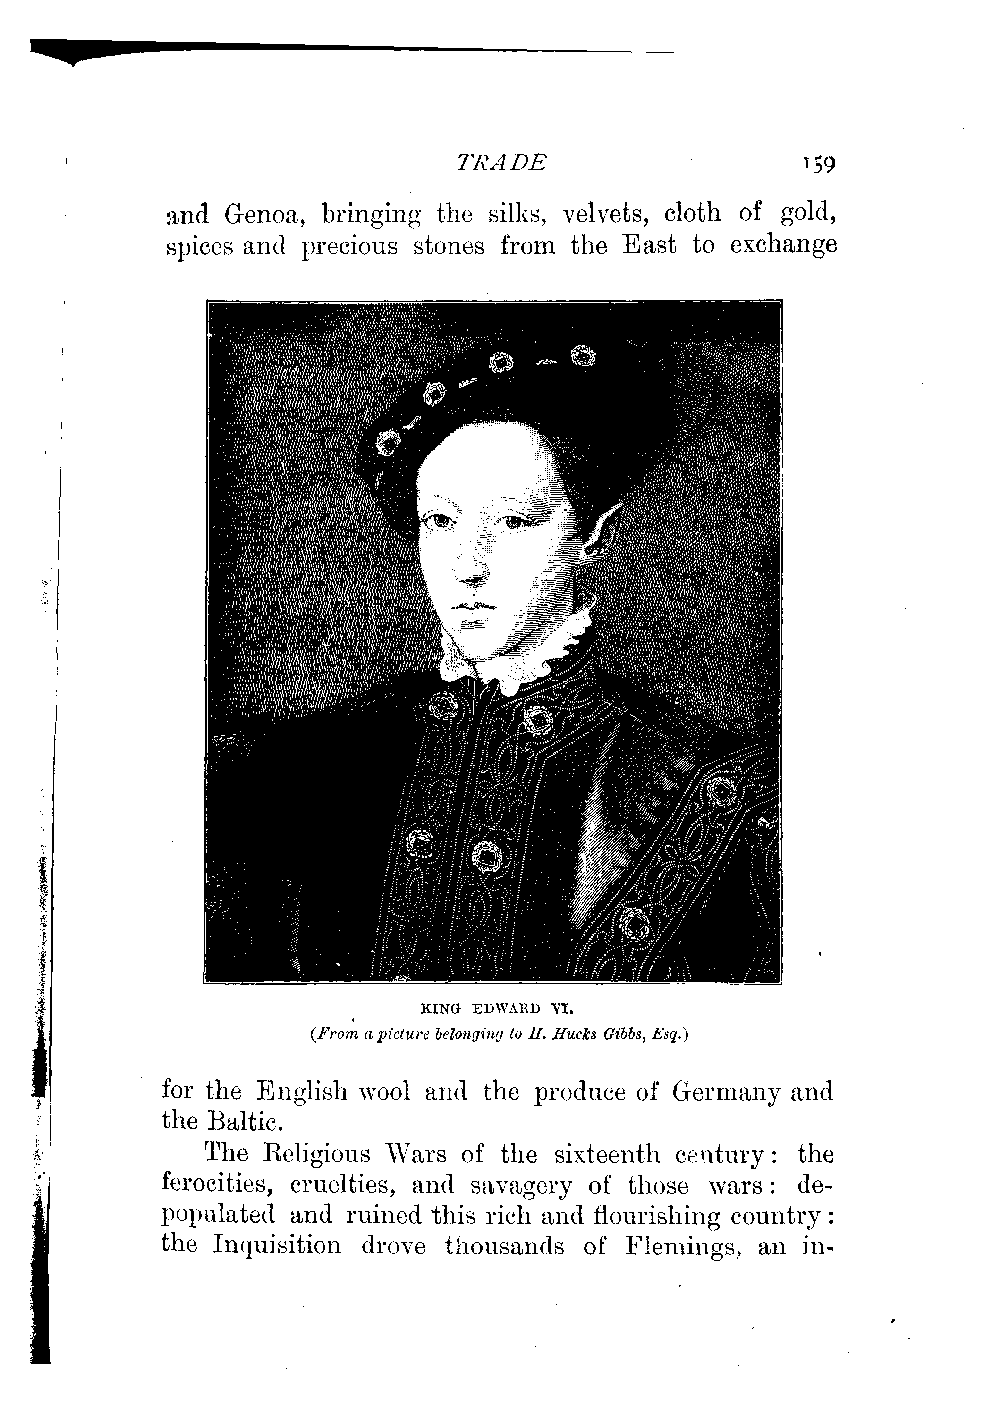 TRADE 159
and Genoa, bringing the silks, velvets, cloth of gold,
spices and precious stones from the East to exchange
KING EDWARD VI.
(From a picture belonging to H. Hucks Gibbs, Esq.)
for the English wool and the produce of Germany and
the Baltic.
The Religious Wars of the sixteenth century: the
ferocities, cruelties, and savagery of those wars: de-
populated and ruined this rich and flourishing country:
the Inquisition drove thousands of Flemings, an in-